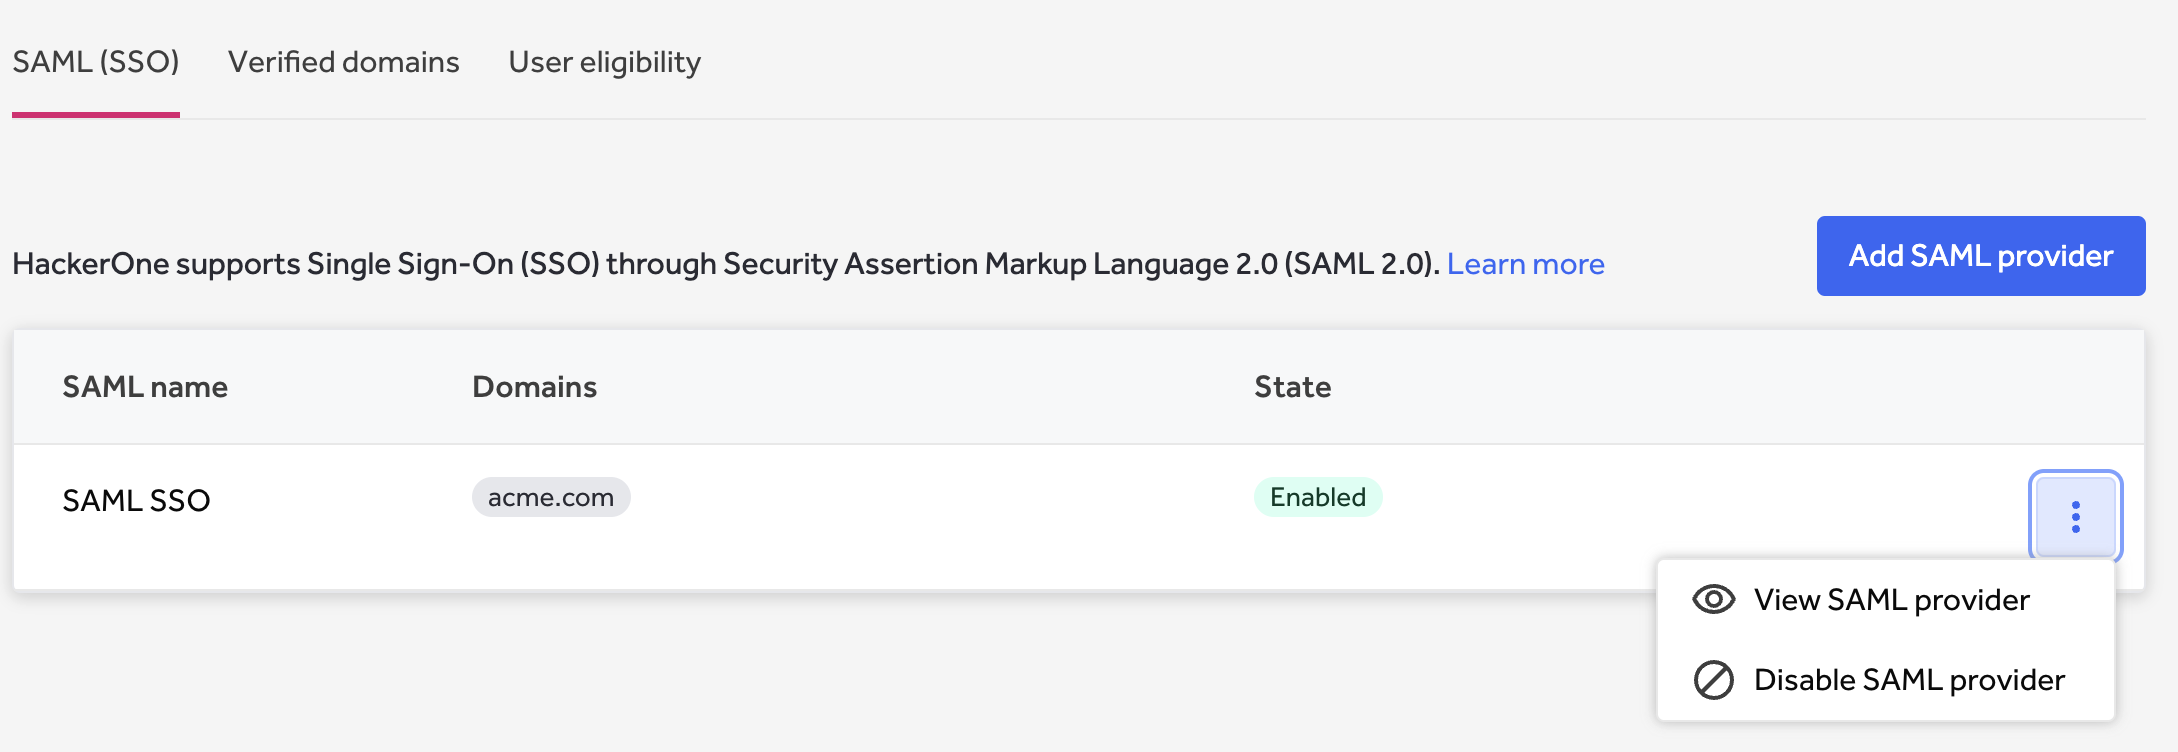 SAML (SSO) Verified domains User eligibility
HackerOne supports Single Sign-On (SSO) through Security Assertion Markup Language 2.0 (SAML 2.0). Learn more
Add SAML provider
SAML name Domains State
SAML SSO acme.com Enabled
View SAML provider
Disable SAML provider